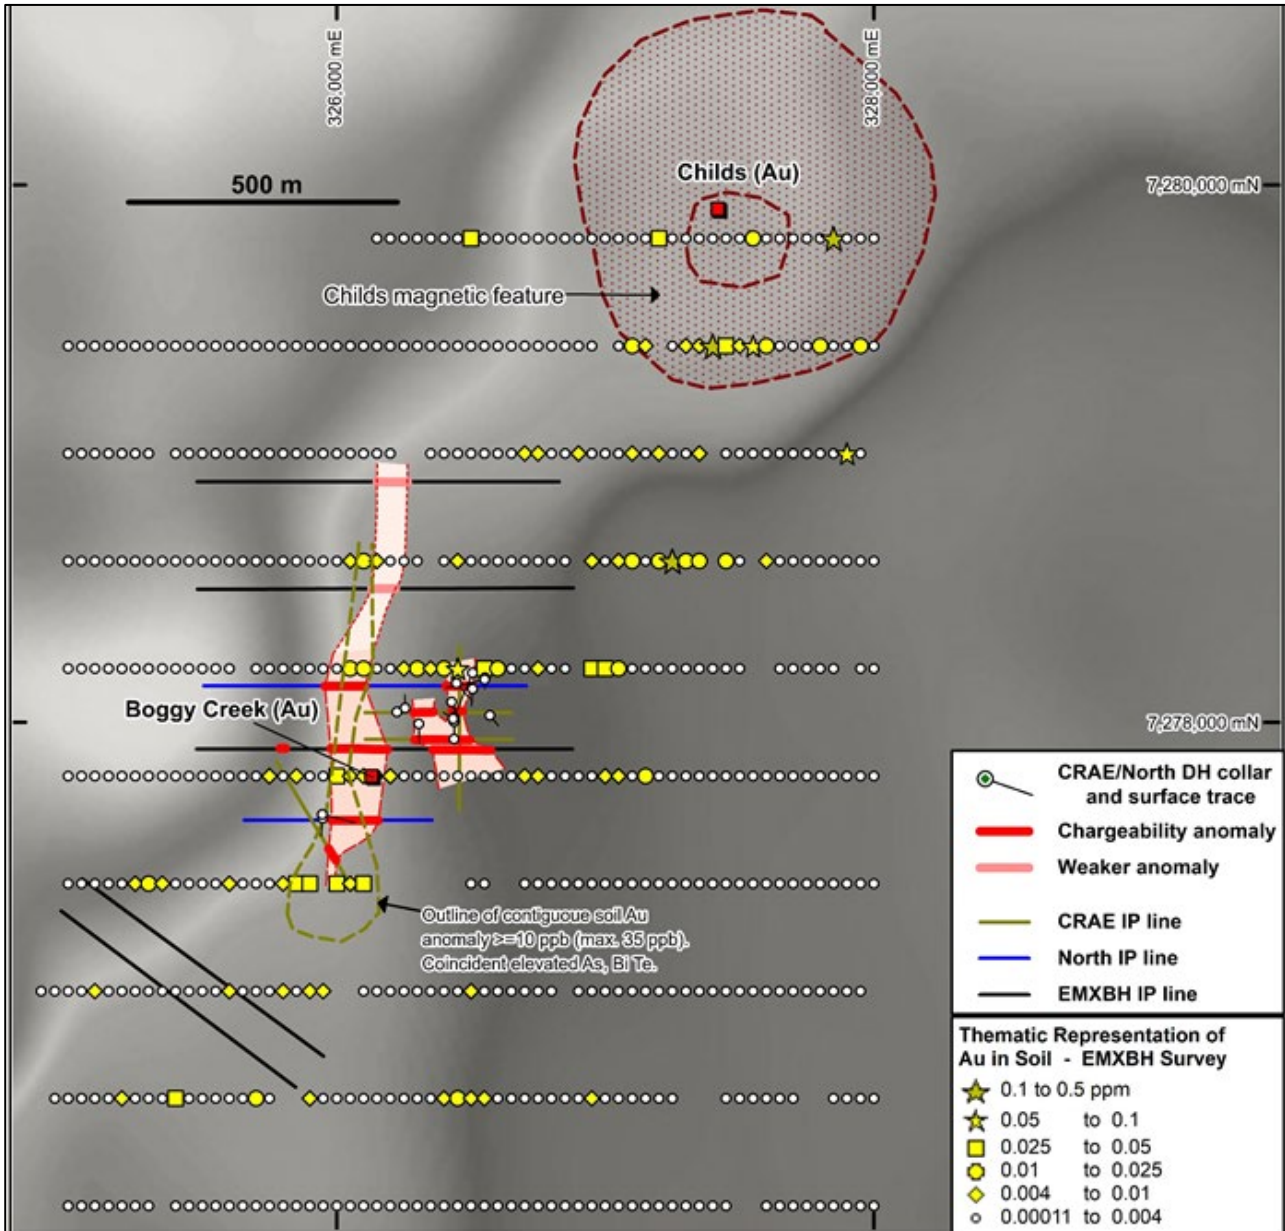 326,000 mE
328,000 mE
Childs (Au)
500 m
7,280,000 mN
Childs magnetic feature
Boggy Creek (Au)
7,278,000 mN
Outline of contiguous soil Au
anomaly >=10 ppb (max. 35 ppb).
Coincident elevated As, Bi Te.
CRAE/North DH collar
and surface trace
Chargeability anomaly
Weaker anomaly
CRAE IP line
North IP line
EMXBH IP line
Thematic Representation of
Au in Soil - EMXBH Survey
0.1 to 0.5 ppm
0.05 to 0.1
0.025 to 0.05
0.01 to 0.025
0.004 to 0.01
0.00011 to 0.004